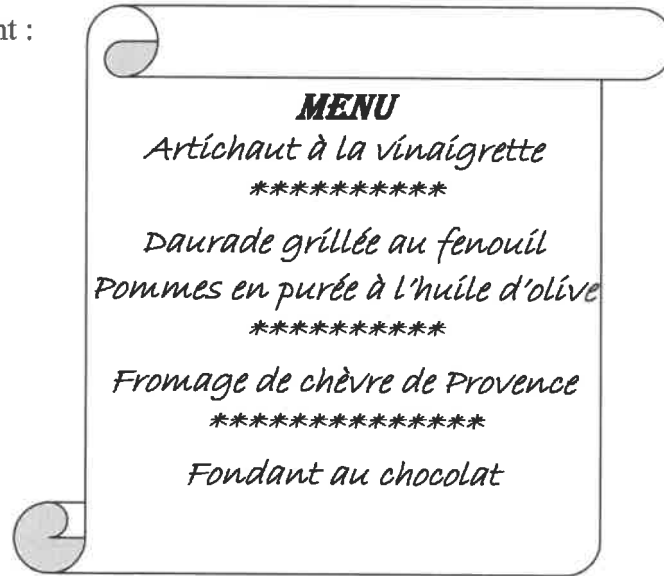 nt :
MENU
Artichaut à la vinaigrette
**********
Daurade grillée au fenouil
Pommes en purée à l'huile d'olive
**********
Fromage de chèvre de Provence
**************
Fondant au chocolat